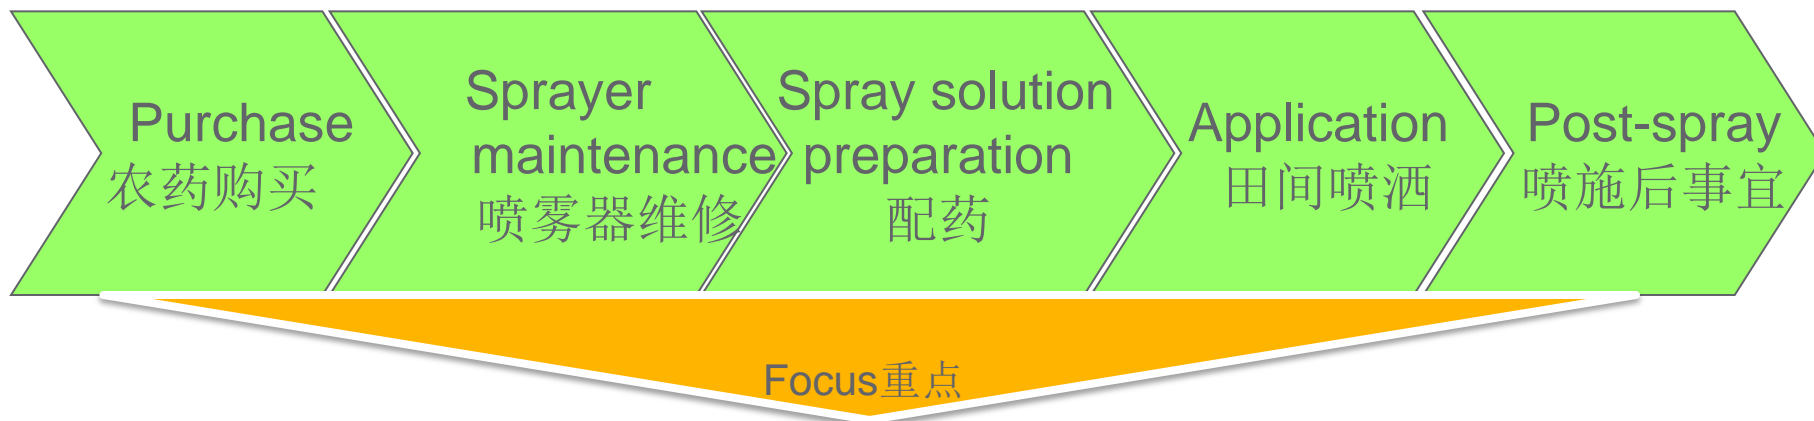 Purchase
农药购买
Sprayer
maintenance
喷雾器维修
Spray solution
preparation
配药
Application
田间喷洒
Post-spray
喷施后事宜
Focus重点